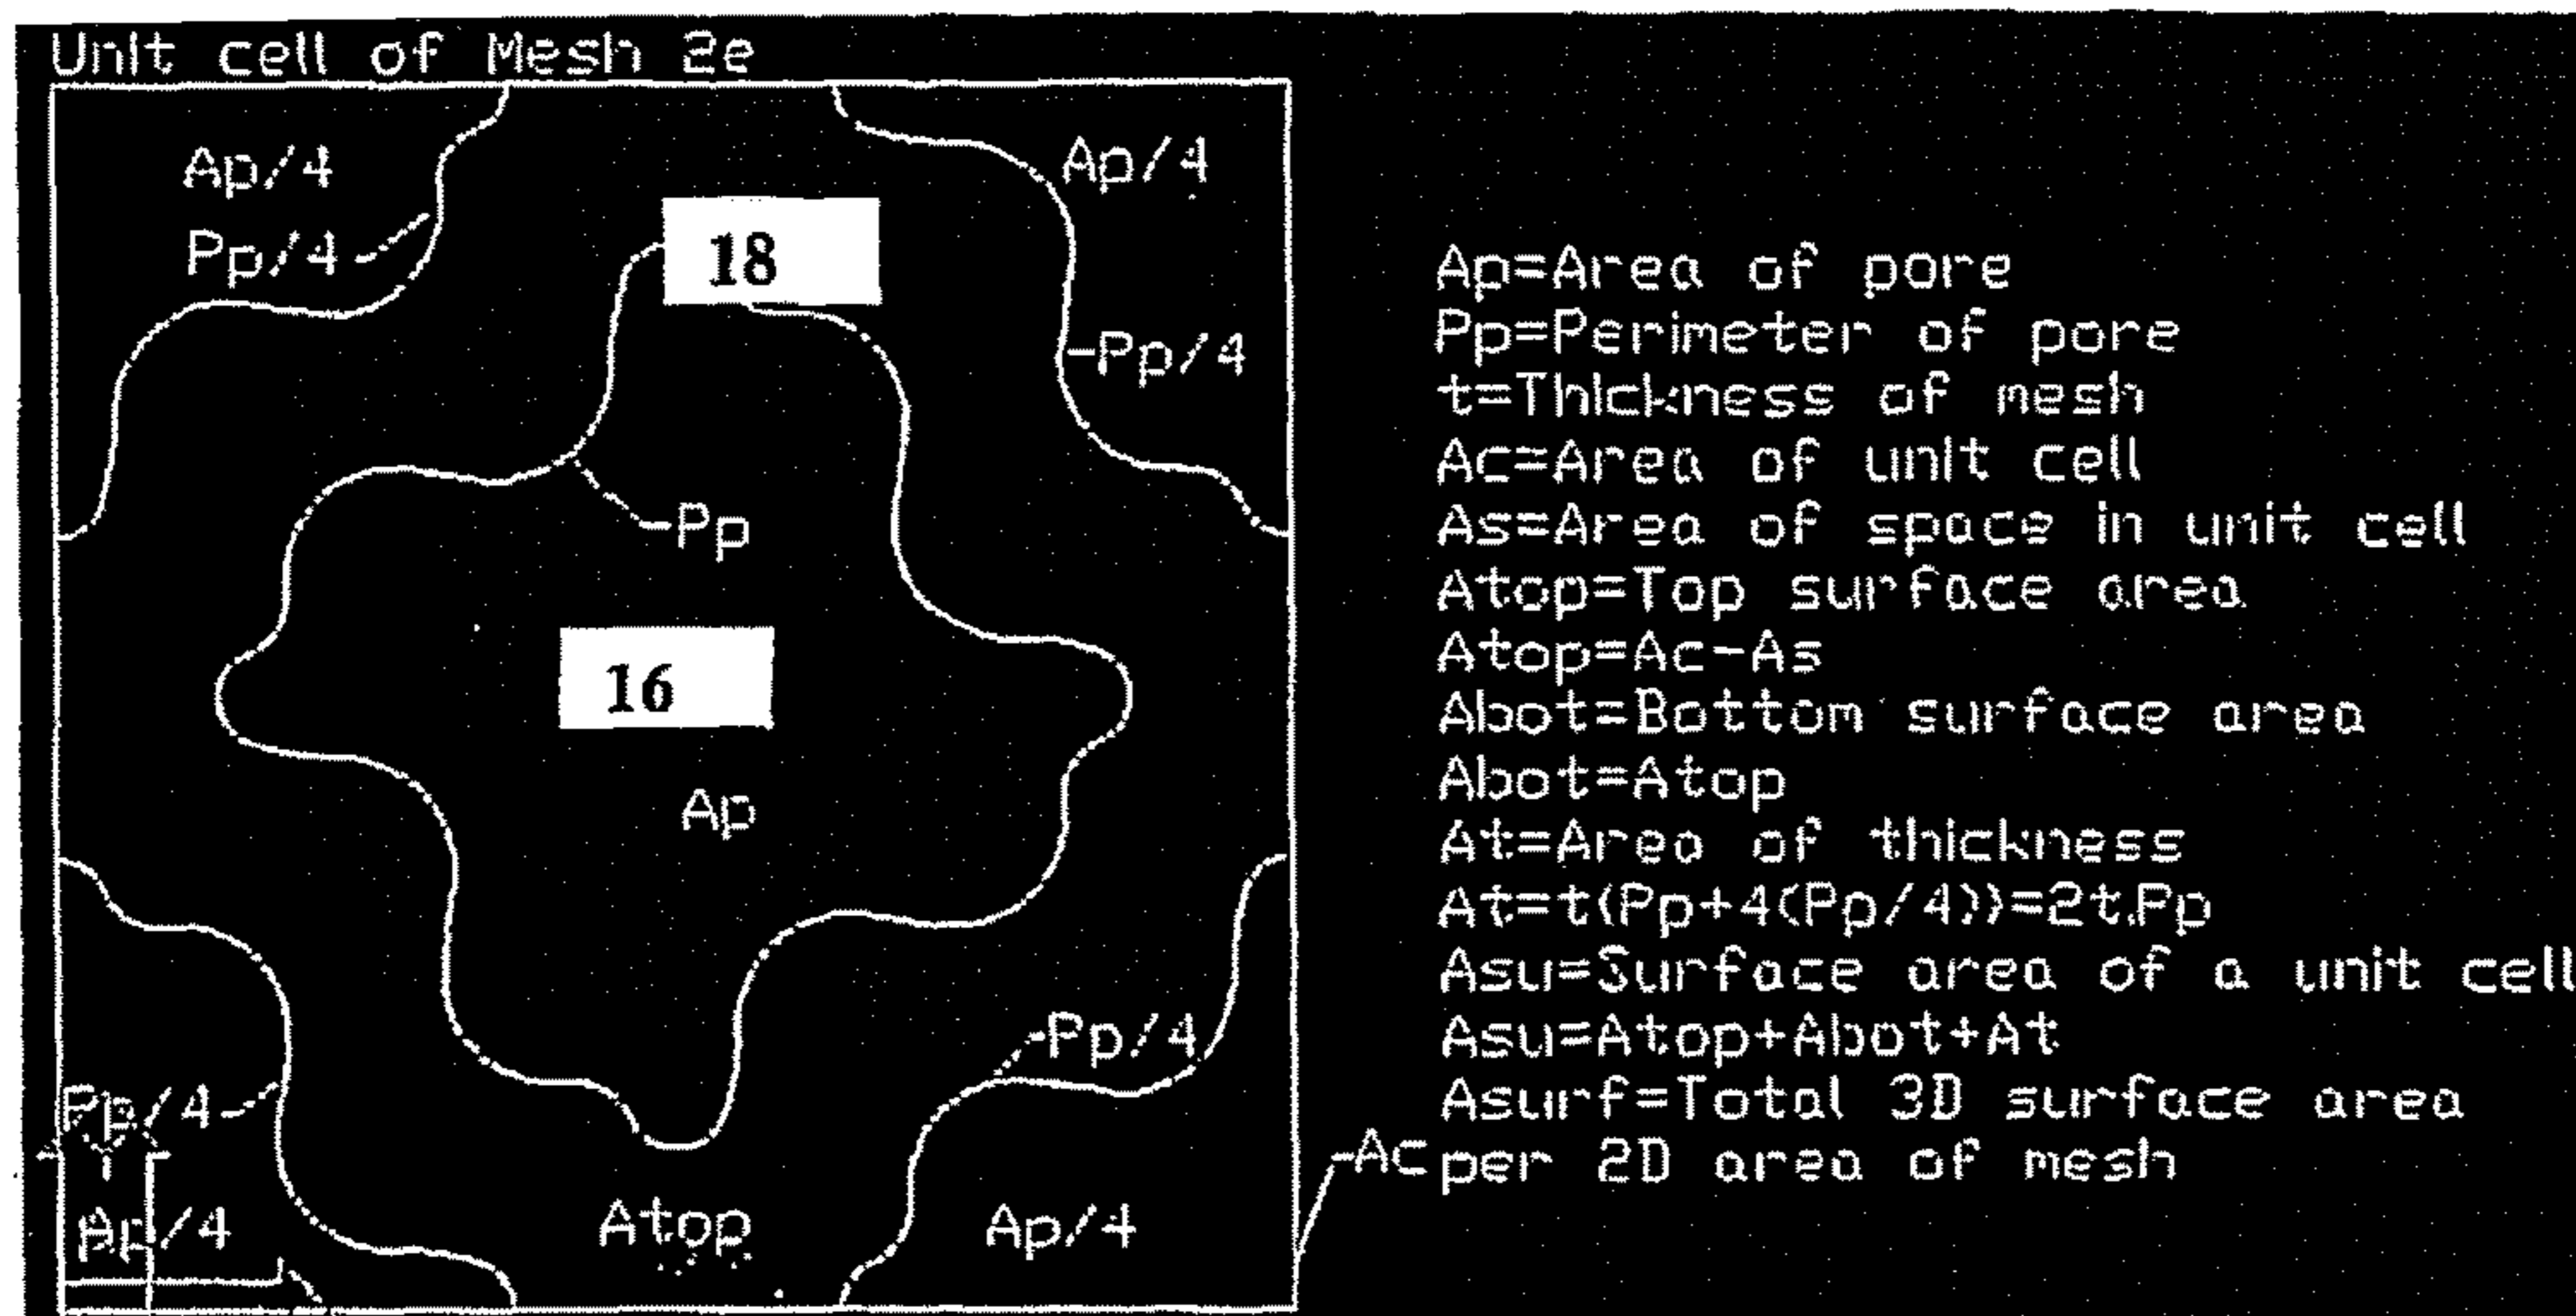 Unit cell of Mesh 2e
Ap/4
Ap/4
Pp/4
18
-Pp/4
Pp
16
Ap
-Pp/4
Pp/4
Ap/4
Atop
Ap/4
Ap=Area of pore
Pp=Perimeter of pore
t=Thickness of mesh
Ac=Area of unit cell
As=Area of space in unit cell
Atop=Top surface area
Atop=Ac-As
Abot=Bottom surface area
Abot=Atop
At=Area of thickness
At=t(Pp+4(Pp/4))=2t.Pp
Asu=Surface area of a unit cell
Asu=Atop+Abot+At
Asurf=Total 3D surface area
per 2D area of mesh
Ac